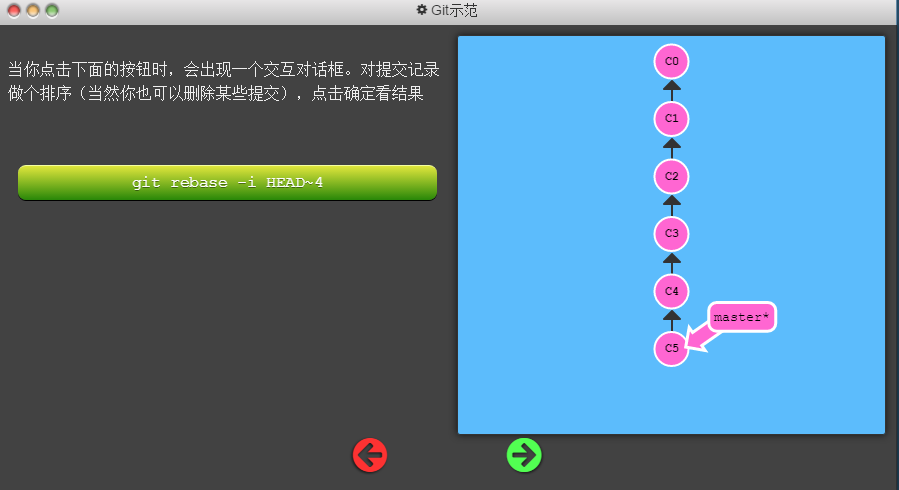 Git示范
当你点击下面的按钮时，会出现一个交互对话框。对提交记录
做个排序（当然你也可以删除某些提交），点击确定看结果
git rebase -i HEAD~4
C0
C1
C2
C3
C4
master*
C5